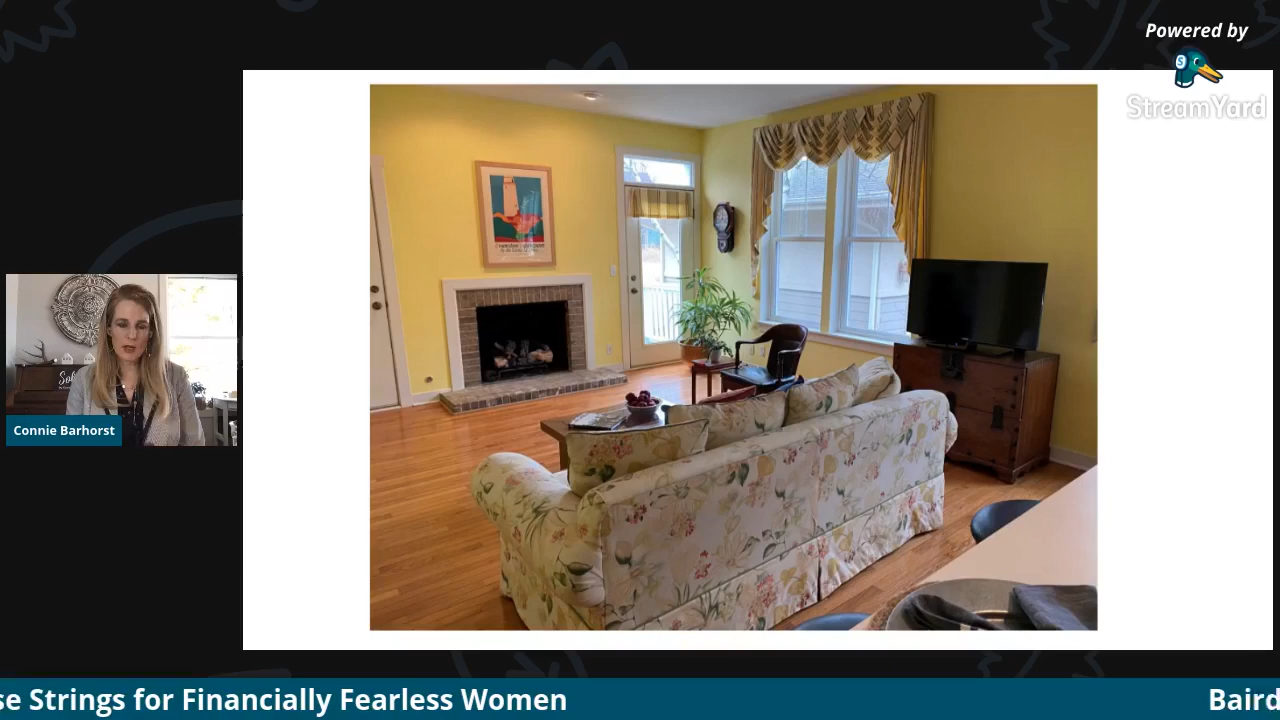 Powered by
StreamYard
Connie Barhorst
se Strings for Financially Fearless Women
Baird